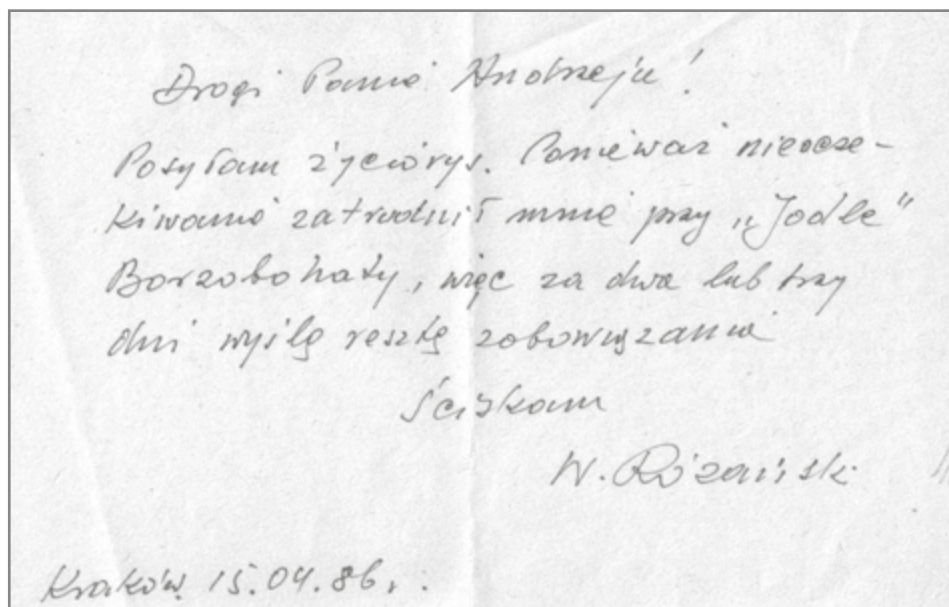 Drogi Panie Andrzeju!
Posyłam życiorys. Ponieważ nieocze-
kiwanie zatrudnił mnie przy „Jodle”
Borzobohaty, więc za dwa lub trzy
dni wyślę resztę zobowiązania
Ściskam
W. Różański
Kraków 15.04.86.